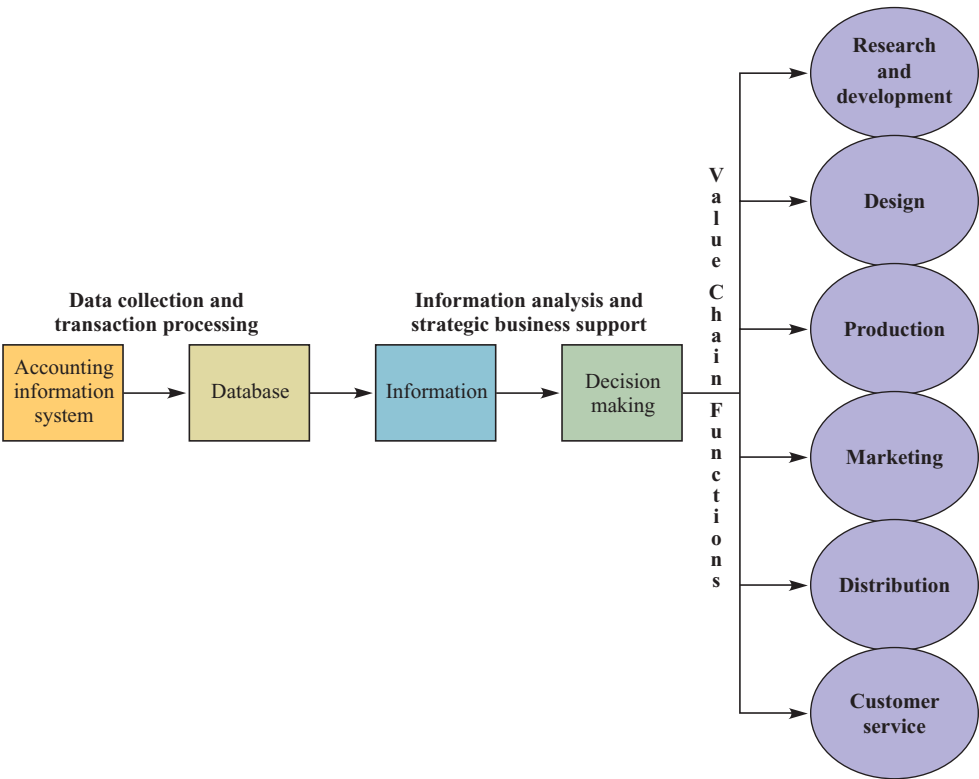 Data collection and
transaction processing
Accounting
information
system
Database
Information analysis and
strategic business support
Information
Decision
making
Value Chain Functions
Research
and
development
Design
Production
Marketing
Distribution
Customer
service